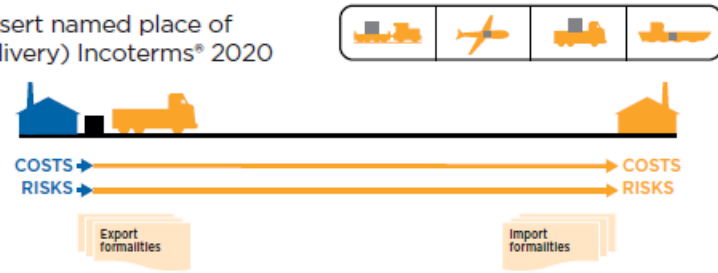 sert named place of
livery) Incoterms® 2020
COSTS COSTS
RISKS RISKS
Export
formalities
Import
formalities